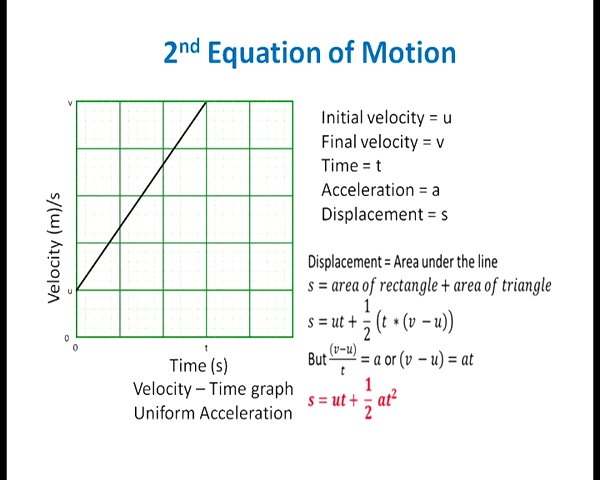 2nd Equation of Motion
Initial velocity = u
Final velocity = v
Time = t
Acceleration = a
Displacement = s
Displacement = Area under the line
s = area of rectangle + area of triangle
s = ut + 1/2 (t * (v − u))
But (v−u)/t = a or (v − u) = at
s = ut + 1/2 at²
v
Velocity (m)/s
u
0
0
t
Time (s)
Velocity – Time graph
Uniform Acceleration